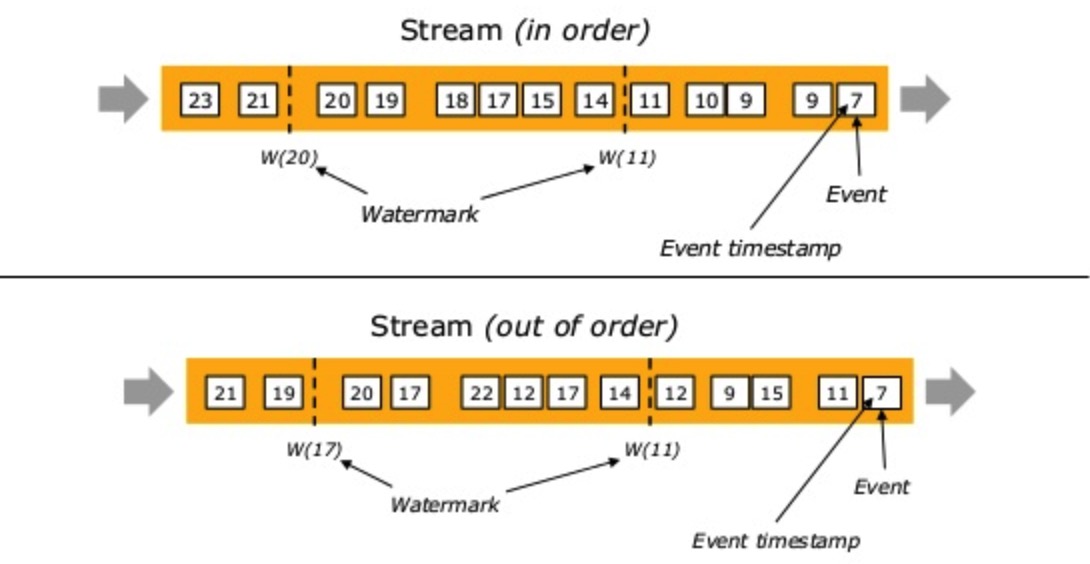 Stream (in order)
23 21 20 19 18 17 15 14 11 10 9 9 7
W(20) W(11)
Watermark
Event
Event timestamp
Stream (out of order)
21 19 20 17 22 12 17 14 12 9 15 11 7
W(17) W(11)
Watermark
Event
Event timestamp